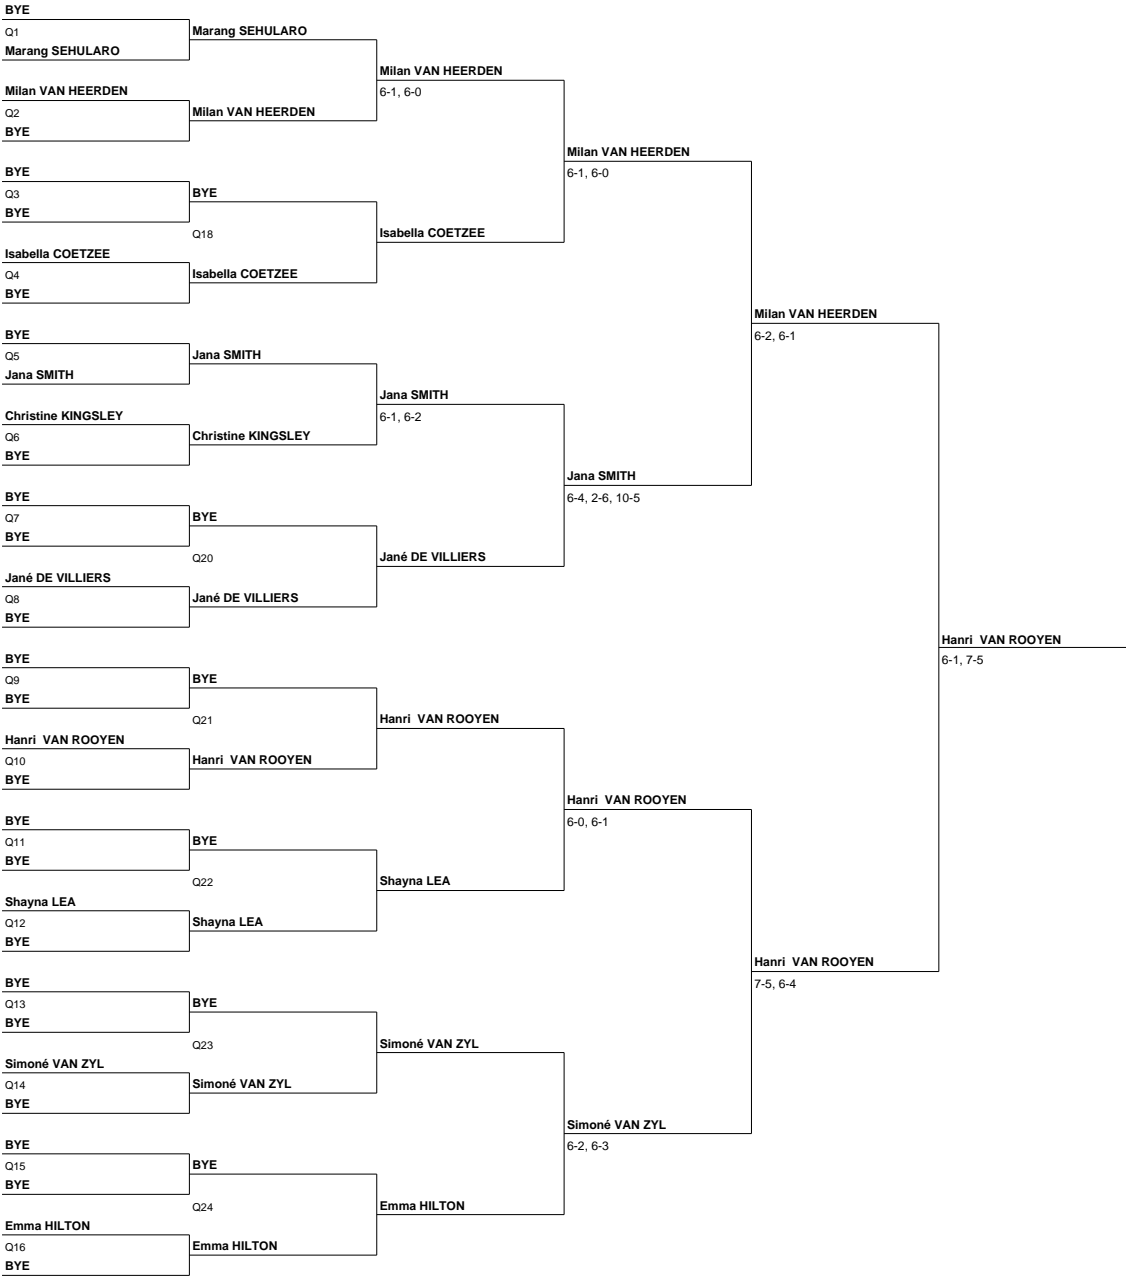 BYE
Q1
Marang SEHULARO
Marang SEHULARO
Milan VAN HEERDEN
6-1, 6-0
Milan VAN HEERDEN
Q2
BYE
Milan VAN HEERDEN
Milan VAN HEERDEN
6-1, 6-0
BYE
Q3
BYE
BYE
Q18
Isabella COETZEE
Isabella COETZEE
Q4
BYE
Isabella COETZEE
Milan VAN HEERDEN
6-2, 6-1
BYE
Q5
Jana SMITH
Jana SMITH
Jana SMITH
6-1, 6-2
Christine KINGSLEY
Q6
BYE
Christine KINGSLEY
Jana SMITH
6-4, 2-6, 10-5
BYE
Q7
BYE
BYE
Q20
Jané DE VILLIERS
Jané DE VILLIERS
Q8
BYE
Jané DE VILLIERS
Hanri  VAN ROOYEN
6-1, 7-5
BYE
Q9
BYE
BYE
Q21
Hanri  VAN ROOYEN
Hanri  VAN ROOYEN
Q10
BYE
Hanri  VAN ROOYEN
Hanri  VAN ROOYEN
6-0, 6-1
BYE
Q11
BYE
BYE
Q22
Shayna LEA
Shayna LEA
Q12
BYE
Shayna LEA
Hanri  VAN ROOYEN
7-5, 6-4
BYE
Q13
BYE
BYE
Q23
Simoné VAN ZYL
Simoné VAN ZYL
Q14
BYE
Simoné VAN ZYL
Simoné VAN ZYL
6-2, 6-3
BYE
Q15
BYE
BYE
Q24
Emma HILTON
Emma HILTON
Q16
BYE
Emma HILTON